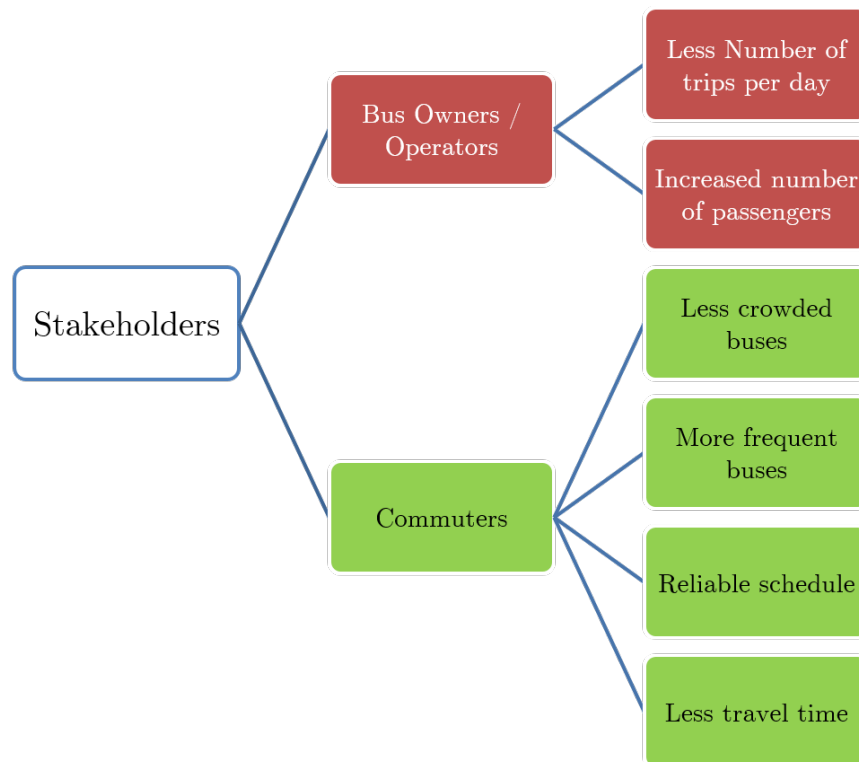 Less Number of
trips per day
Bus Owners /
Operators
Increased number
of passengers
Stakeholders
Less crowded
buses
More frequent
buses
Commuters
Reliable schedule
Less travel time